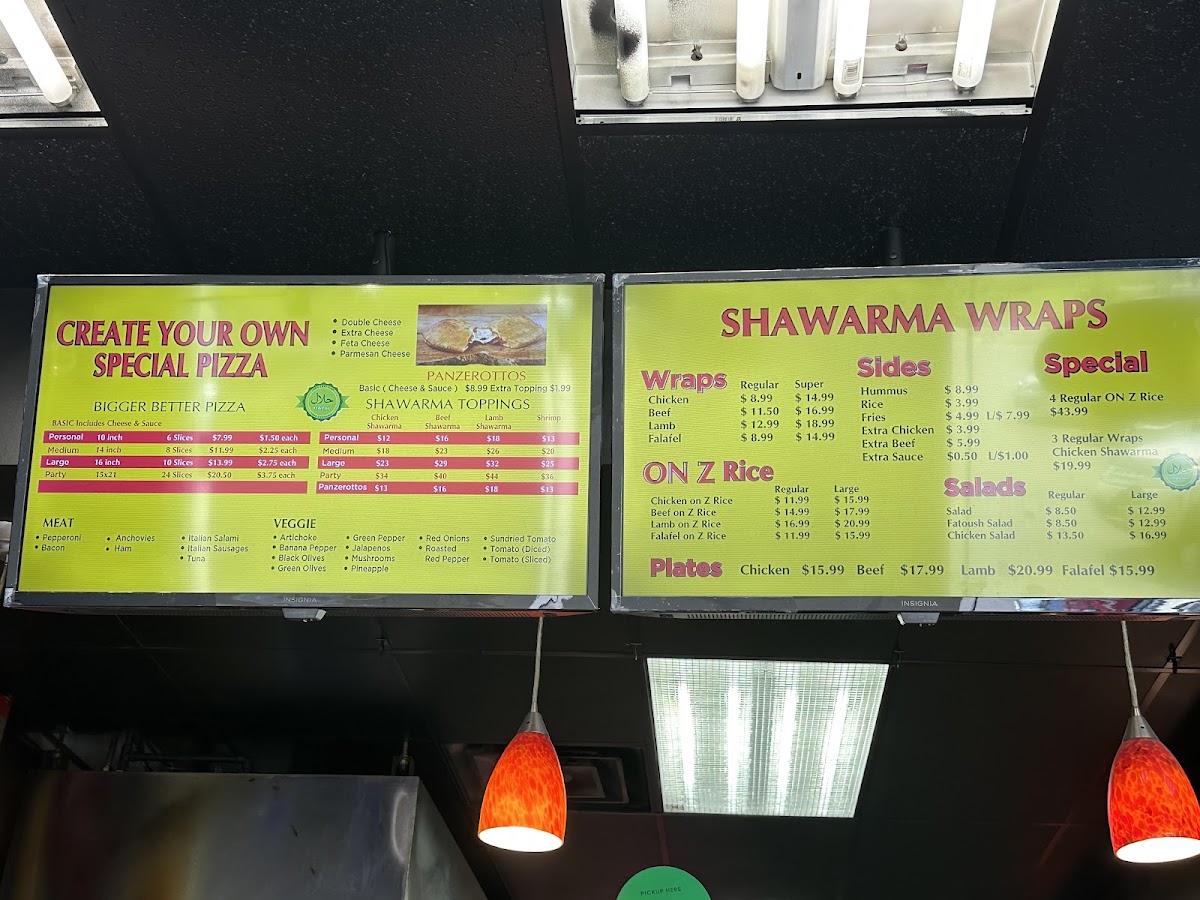 CREATE YOUR OWN
SPECIAL PIZZA
• Double Cheese
• Extra Cheese
• Feta Cheese
• Parmesan Cheese
PANZEROTTOS
Basic ( Cheese & Sauce ) $8.99 Extra Topping $1.99
BIGGER BETTER PIZZA
BASIC Includes Cheese & Sauce
Personal 10 inch 6 Slices $7.99 $1.50 each
Medium 14 inch 8 Slices $11.99 $2.25 each
Large 16 inch 10 Slices $13.99 $2.75 each
Party 15x21 24 Slices $20.50 $3.75 each
حلال
SHAWARMA TOPPINGS
Chicken Shawarma Beef Shawarma Lamb Shawarma Shrimp
Personal $12 $16 $18 $13
Medium $18 $23 $26 $20
Large $23 $29 $32 $25
Party $34 $40 $44 $36
Panzerottos $13 $16 $18 $13
MEAT
• Pepperoni
• Bacon
• Anchovies
• Ham
• Italian Salami
• Italian Sausages
• Tuna
VEGGIE
• Artichoke
• Banana Pepper
• Black Olives
• Green Olives
• Green Pepper
• Jalapenos
• Mushrooms
• Pineapple
• Red Onions
• Roasted
Red Pepper
• Sundried Tomato
• Tomato (Diced)
• Tomato (Sliced)
INSIGNIA
SHAWARMA WRAPS
Wraps Regular Super
Chicken $ 8.99 $ 14.99
Beef $ 11.50 $ 16.99
Lamb $ 12.99 $ 18.99
Falafel $ 8.99 $ 14.99
Sides
Hummus $ 8.99
Rice $ 3.99
Fries $ 4.99 L/$ 7.99
Extra Chicken $ 3.99
Extra Beef $ 5.99
Extra Sauce $0.50 L/$1.00
Special
4 Regular ON Z Rice
$43.99
3 Regular Wraps
Chicken Shawarma
$19.99
حلال
ON Z Rice
Regular Large
Chicken on Z Rice $ 11.99 $ 15.99
Beef on Z Rice $ 14.99 $ 17.99
Lamb on Z Rice $ 16.99 $ 20.99
Falafel on Z Rice $ 11.99 $ 15.99
Salads Regular Large
Salad $ 8.50 $ 12.99
Fatoush Salad $ 8.50 $ 12.99
Chicken Salad $ 13.50 $ 16.99
Plates Chicken $15.99 Beef $17.99 Lamb $20.99 Falafel $15.99
INSIGNIA
PICKUP HERE